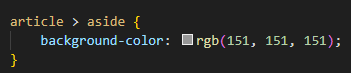 article > aside {
    background-color: rgb(151, 151, 151);
}